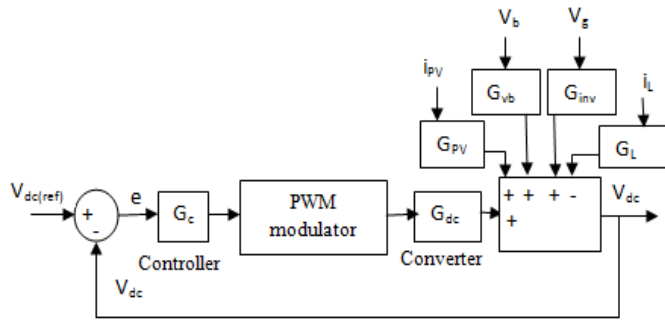 V_b V_g
i_PV i_L
G_vb G_inv
G_PV G_L
V_dc(ref) e + + + - V_dc
+ G_c PWM modulator G_dc +
-
Controller Converter
V_dc